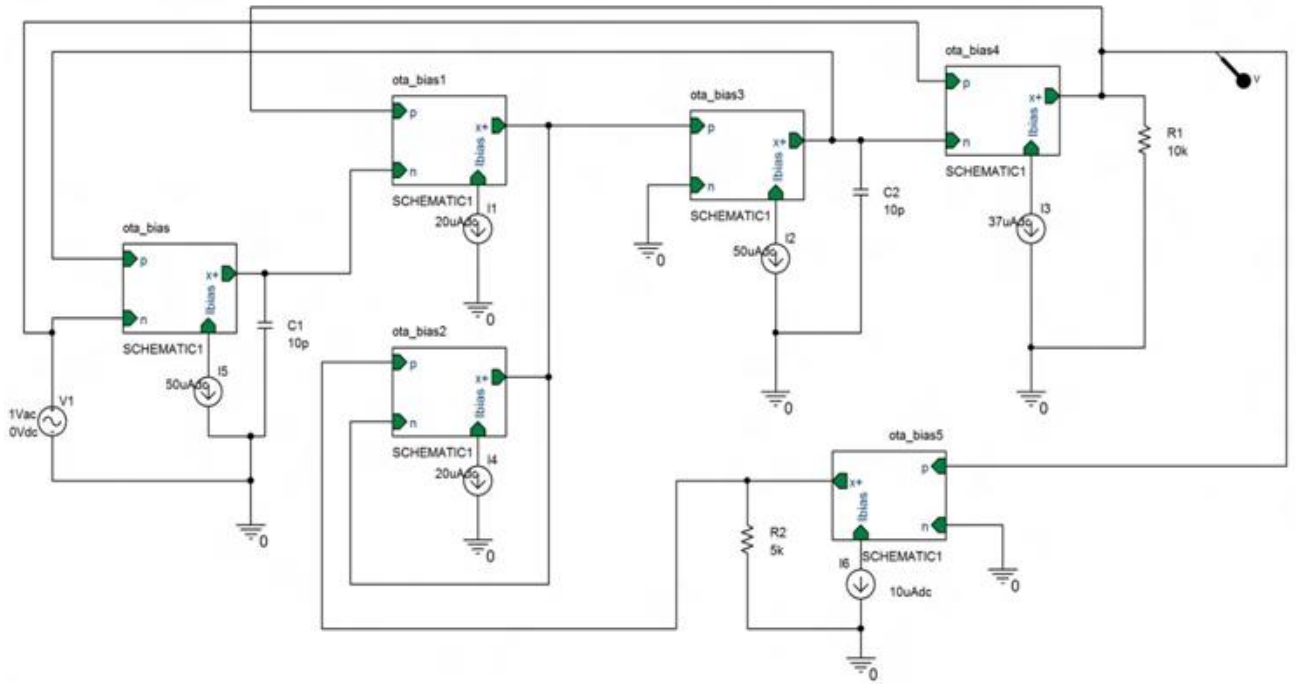 ota_bias4
ota_bias1
p
x+
n
Ibias
SCHEMATIC1
I3
37uAdc
R1
10k
V
p
x+
n
Ibias
SCHEMATIC1
I1
20uAdc
0
ota_bias3
p
x+
n
Ibias
SCHEMATIC1
I2
50uAdc
0
C2
10p
0
0
ota_bias
p
x+
n
Ibias
SCHEMATIC1
I5
50uAdc
C1
10p
V1
1Vac
0Vdc
0
ota_bias2
p
x+
n
Ibias
SCHEMATIC1
I4
20uAdc
0
ota_bias5
x+
p
n
Ibias
SCHEMATIC1
I6
10uAdc
R2
5k
0
0